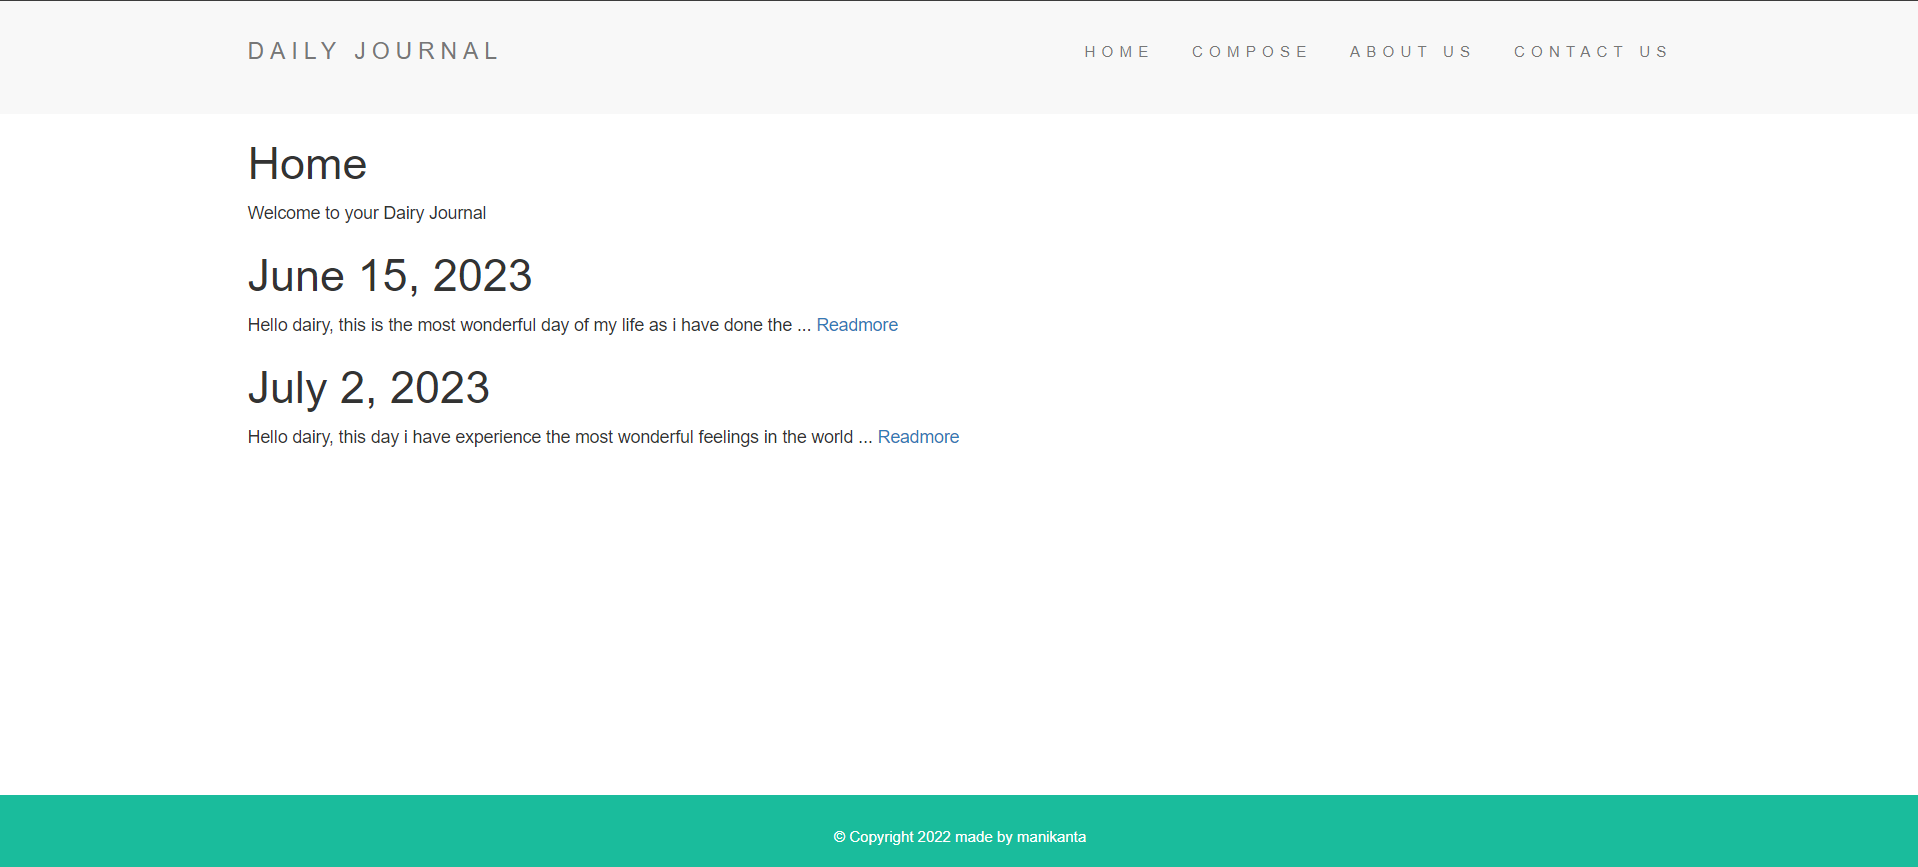 DAILY JOURNAL
HOME COMPOSE ABOUT US CONTACT US
Home
Welcome to your Dairy Journal
June 15, 2023
Hello dairy, this is the most wonderful day of my life as i have done the ... Readmore
July 2, 2023
Hello dairy, this day i have experience the most wonderful feelings in the world ... Readmore
© Copyright 2022 made by manikanta